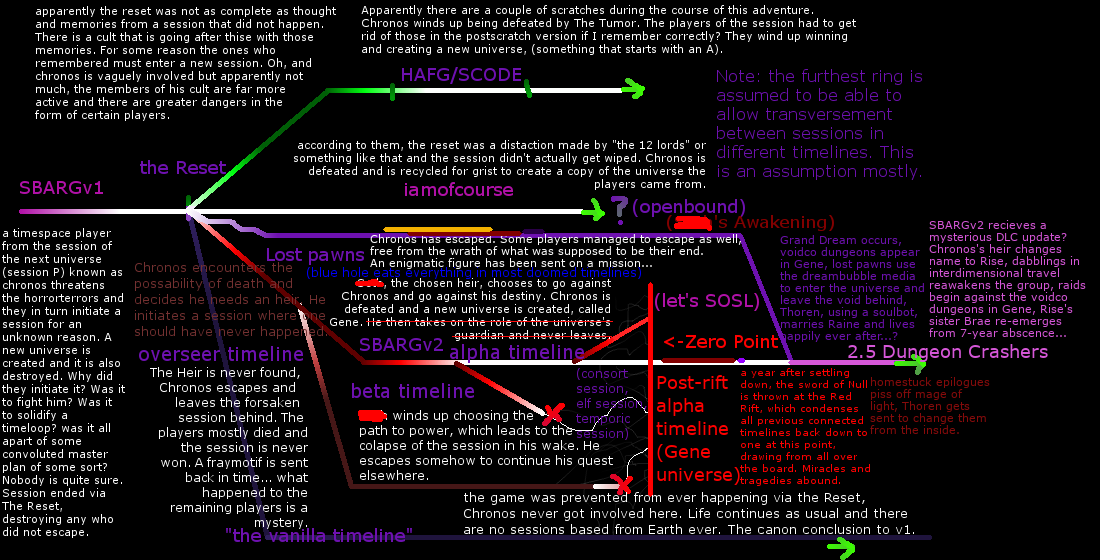 apparently the reset was not as complete as thought
and memories from a session that did not happen.
There is a cult that is going after thise with those
memories. For some reason the ones who
remembered must enter a new session. Oh, and
chronos is vaguely involved but apparently not
much, the members of his cult are far more
active and there are greater dangers in the
form of certain players.
Apparently there are a couple of scratches during the course of this adventure.
Chronos winds up being defeated by The Tumor. The players of the session had to get
rid of those in the postscratch version if I remember correctly? They wind up winning
and creating a new universe, (something that starts with an A).
HAFG/SCODE
Note: the furthest ring is
assumed to be able to
allow transversement
between sessions in
different timelines. This
is an assumption mostly.
the Reset
according to them, the reset was a distaction made by "the 12 lords" or
something like that and the session didn't actually get wiped. Chronos is
defeated and is recycled for grist to create a copy of the universe the
players came from.
SBARGv1
iamofcourse
? (openbound)
('s Awakening)
a timespace player
from the session of
the next universe
(session P) known as
chronos threatens
the horrorterrors and
they in turn initiate a
session for an
unknown reason. A
new universe is
created and it is also
destroyed. Why did
they initiate it? Was it
to fight him? Was it
to solidify a
timeloop? was it all
apart of some
convoluted master
plan of some sort?
Nobody is quite sure.
Session ended via
The Reset,
destroying any who
did not escape.
Lost pawns
Chronos has escaped. Some players managed to escape as well,
free from the wrath of what was supposed to be their end.
An enigmatic figure has been sent on a mission...
(blue hole eats everything in most doomed timelines)
Chronos encounters the
possability of death and
decides he needs an heir. He
initiates a session where one
should have never happened.
, the chosen heir, chooses to go against
Chronos and go against his destiny. Chronos is
defeated and a new universe is created, called
Gene. He then takes on the role of the universe's
guardian and never leaves.
Grand Dream occurs,
voidco dungeons appear
in Gene, lost pawns use
the dreambubble media
to enter the universe and
leave the void behind,
Thoren, using a soulbot,
marries Raine and lives
happily ever after...?
SBARGv2 recieves a
mysterious DLC update?
Chronos's heir changes
name to Rise, dabblings in
interdimensional travel
reawakens the group, raids
begin against the voidco
dungeons in Gene, Rise's
sister Brae re-emerges
from 7-year abscence...
(let's SOSL)
<-Zero Point
SBARGv2
alpha timeline
2.5 Dungeon Crashers
overseer timeline
The Heir is never found,
Chronos escapes and
leaves the forsaken
session behind. The
players mostly died and
the session is never
won. A fraymotif is sent
back in time... what
happened to the
remaining players is a
mystery.
beta timeline
winds up choosing the
path to power, which leads to the
colapse of the session in his wake. He
escapes somehow to continue his quest
elsewhere.
(consort
session,
elf session,
temporic
session)
Post-rift
alpha
timeline
(Gene
universe)
a year after settling
down, the sword of Null
is thrown at the Red
Rift, which condenses
all previous connected
timelines back down to
one at this point,
drawing from all over
the board. Miracles and
tragedies abound.
homestuck epilogues
piss off mage of
light, Thoren gets
sent to change them
from the inside.
"the vanilla timeline"
the game was prevented from ever happening via the Reset,
Chronos never got involved here. Life continues as usual and there
are no sessions based from Earth ever. The canon conclusion to v1.